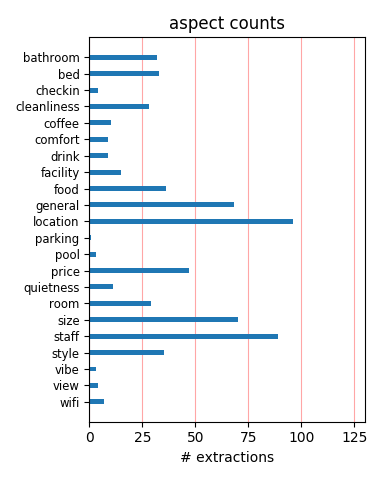 aspect counts
bathroom
bed
checkin
cleanliness
coffee
comfort
drink
facility
food
general
location
parking
pool
price
quietness
room
size
staff
style
vibe
view
wifi
0 25 50 75 100 125
# extractions